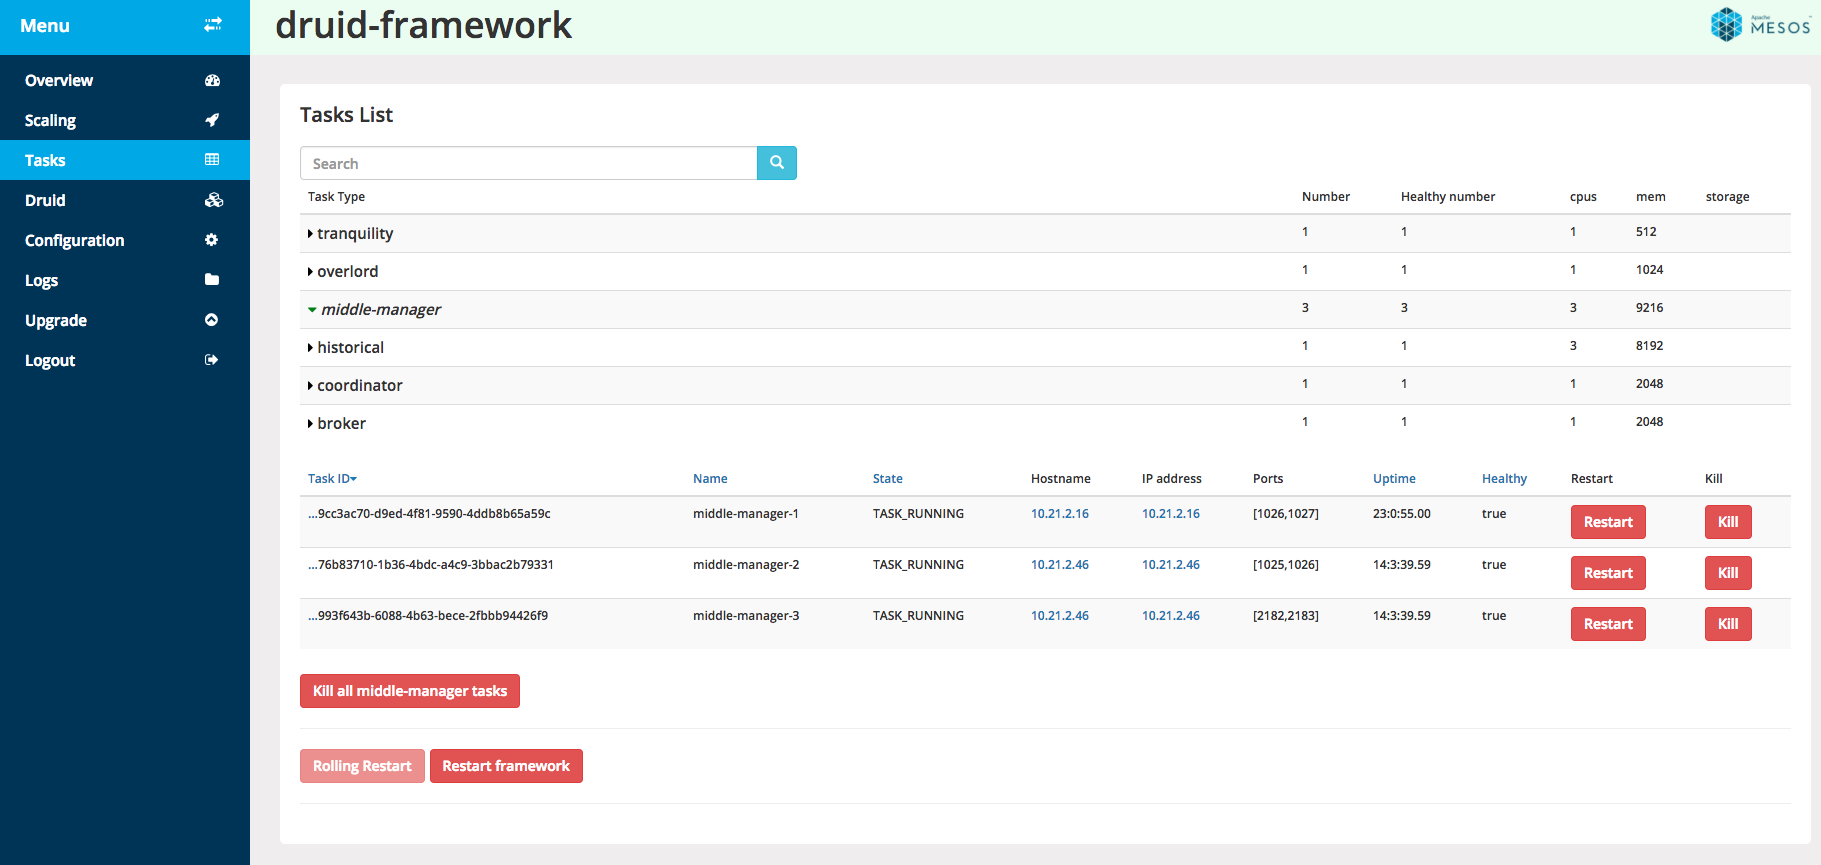 Menu
druid-framework
Apache
MESOS
Overview
Scaling
Tasks
Druid
Configuration
Logs
Upgrade
Logout
Tasks List
Search
Task Type Number Healthy number cpus mem storage
tranquility 1 1 1 512
overlord 1 1 1 1024
middle-manager 3 3 3 9216
historical 1 1 3 8192
coordinator 1 1 1 2048
broker 1 1 1 2048
Task ID Name State Hostname IP address Ports Uptime Healthy Restart Kill
...9cc3ac70-d9ed-4f81-9590-4ddb8b65a59c middle-manager-1 TASK_RUNNING 10.21.2.16 10.21.2.16 [1026,1027] 23:0:55.00 true Restart Kill
...76b83710-1b36-4bdc-a4c9-3bbac2b79331 middle-manager-2 TASK_RUNNING 10.21.2.46 10.21.2.46 [1025,1026] 14:3:39.59 true Restart Kill
...993f643b-6088-4b63-bece-2fbbb94426f9 middle-manager-3 TASK_RUNNING 10.21.2.46 10.21.2.46 [2182,2183] 14:3:39.59 true Restart Kill
Kill all middle-manager tasks
Rolling Restart Restart framework